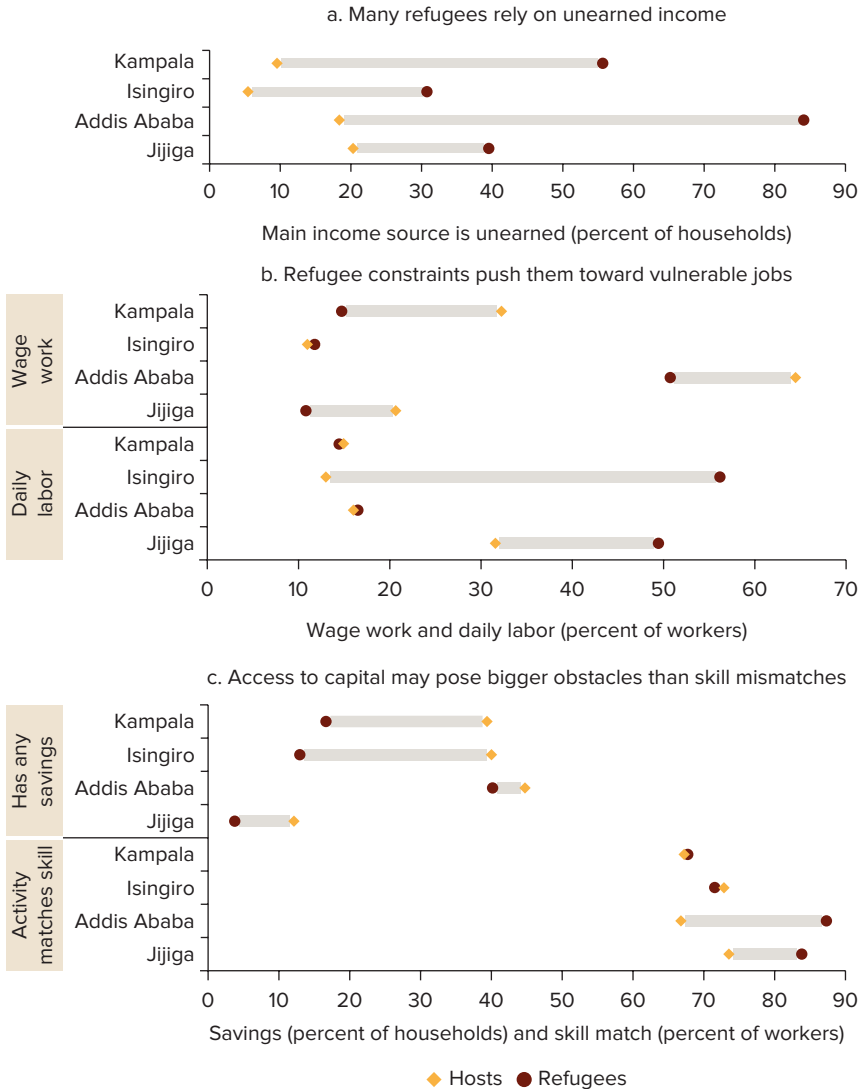 a. Many refugees rely on unearned income
Kampala
Isingiro
Addis Ababa
Jijiga
0 10 20 30 40 50 60 70 80 90
Main income source is unearned (percent of households)
b. Refugee constraints push them toward vulnerable jobs
Wage
work
Kampala
Isingiro
Addis Ababa
Jijiga
Daily
labor
Kampala
Isingiro
Addis Ababa
Jijiga
0 10 20 30 40 50 60 70
Wage work and daily labor (percent of workers)
c. Access to capital may pose bigger obstacles than skill mismatches
Has any
savings
Kampala
Isingiro
Addis Ababa
Jijiga
Activity
matches skill
Kampala
Isingiro
Addis Ababa
Jijiga
0 10 20 30 40 50 60 70 80 90
Savings (percent of households) and skill match (percent of workers)
Hosts Refugees